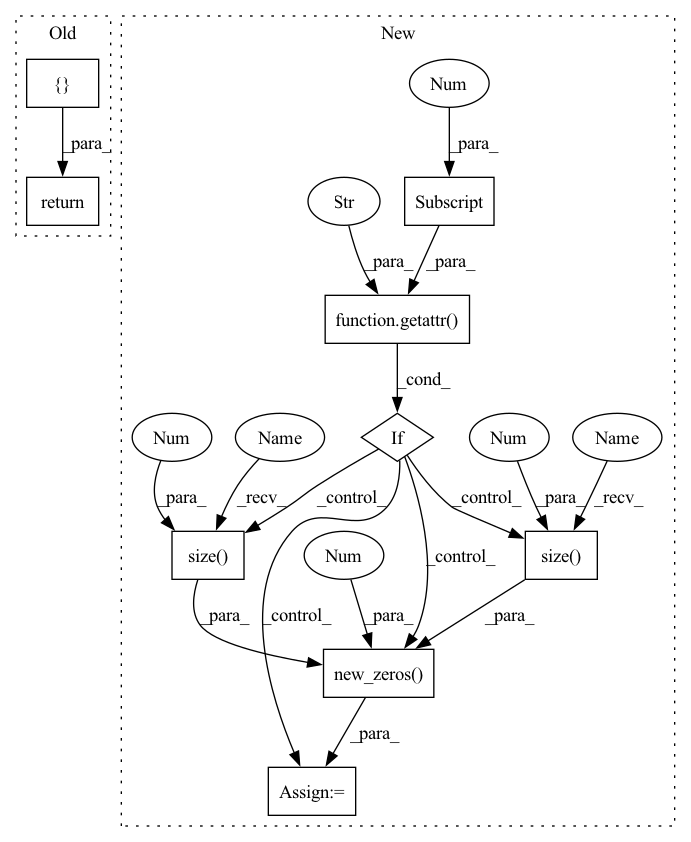 Old
New
{}
Num
_para_
_para_
return
Str
Subscript
_para_
_para_
function.getattr()
_cond_
Num
Name
If
Num
Name
_para_
_recv_
_control_
_control_
_para_
_recv_
size()
Num
_control_
size()
_para_
_control_
_para_
_para_
new_zeros()
_para_
Assign:=